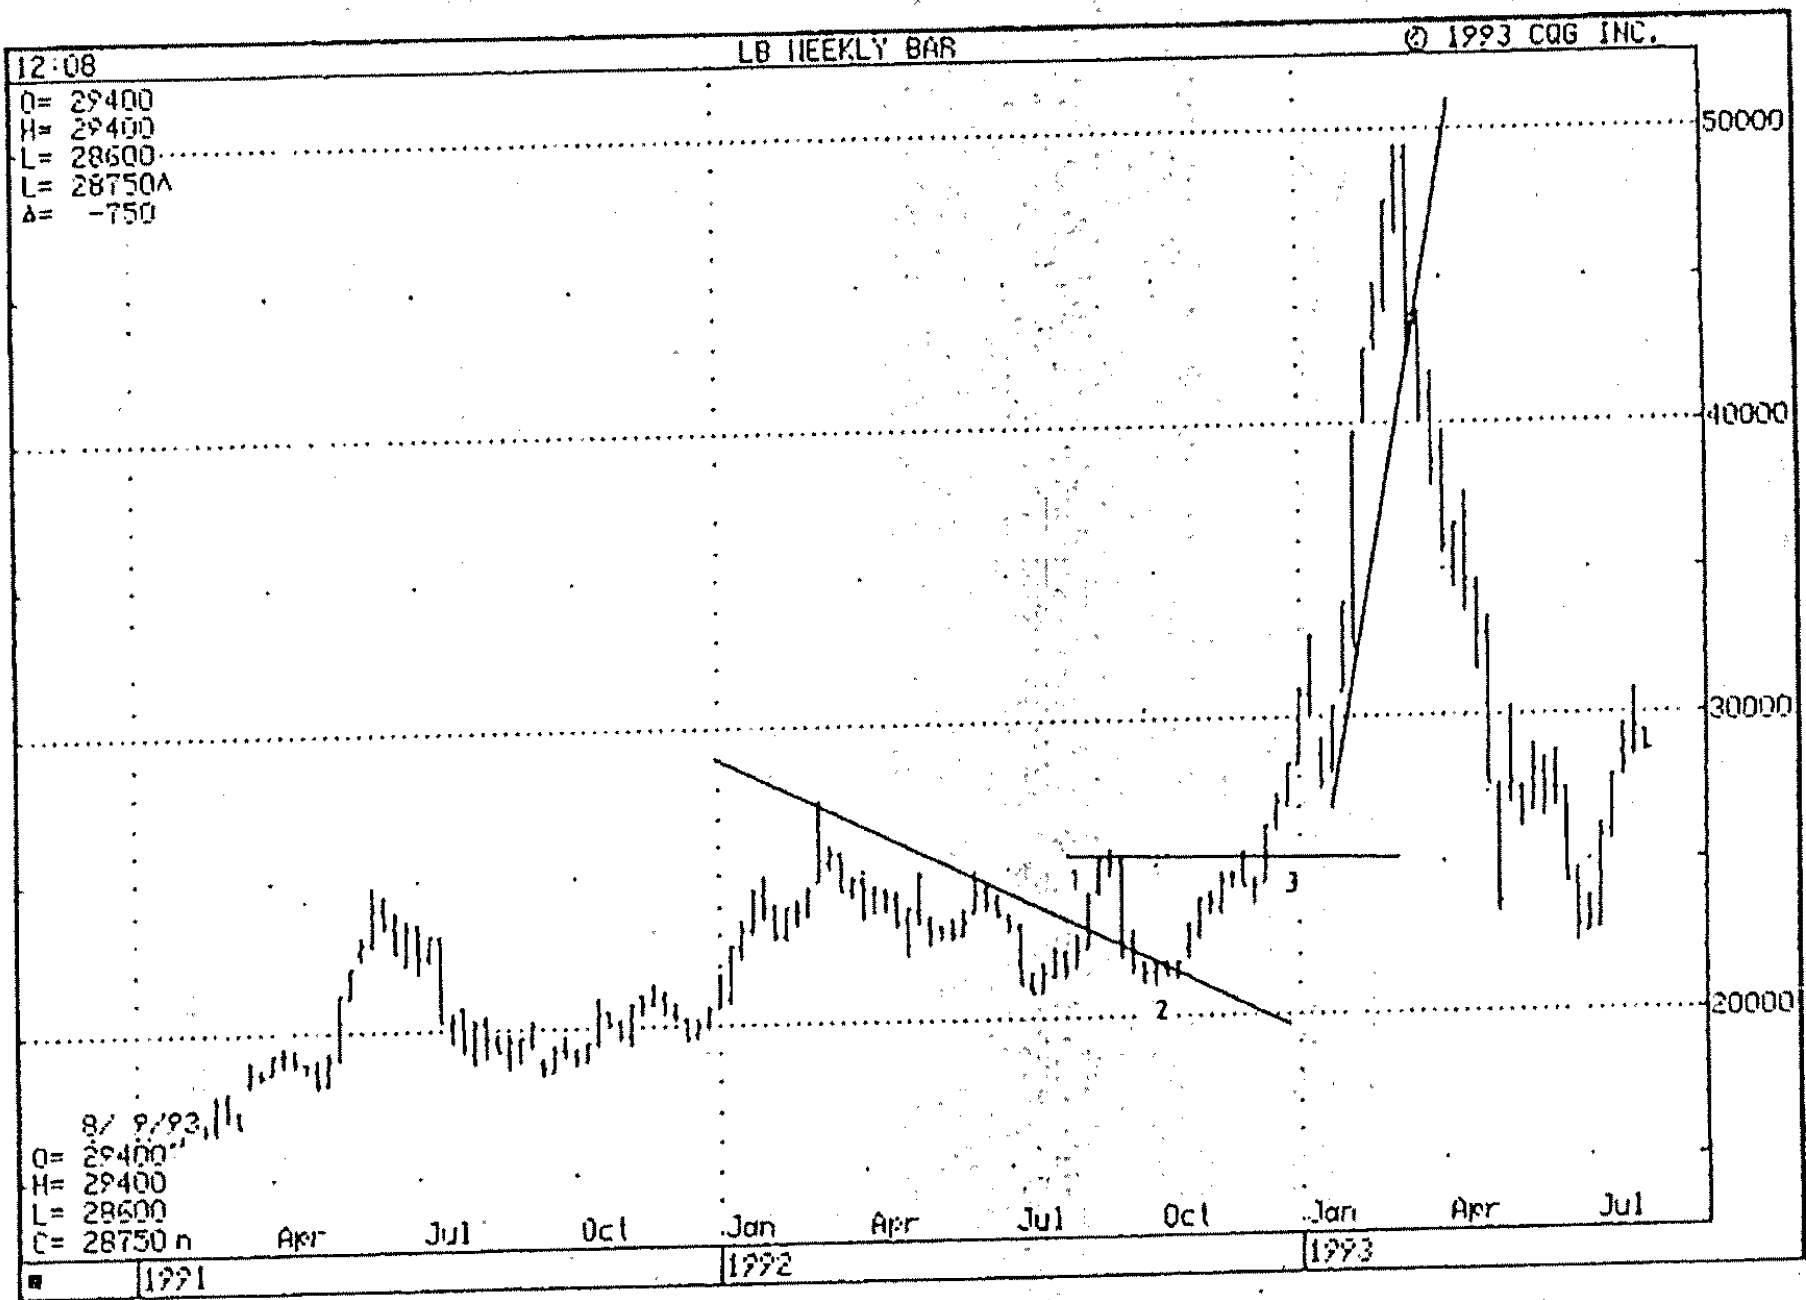 12:08
LB WEEKLY BAR
© 1993 CQG INC.
O= 29400
H= 29400
L= 28600
L= 28750A
Δ= -750
50000
40000
30000
20000
1
2
3
8/ 9/93
O= 29400
H= 29400
L= 28600
C= 28750 n
Apr Jul Oct Jan Apr Jul Oct Jan Apr Jul
1991 1992 1993